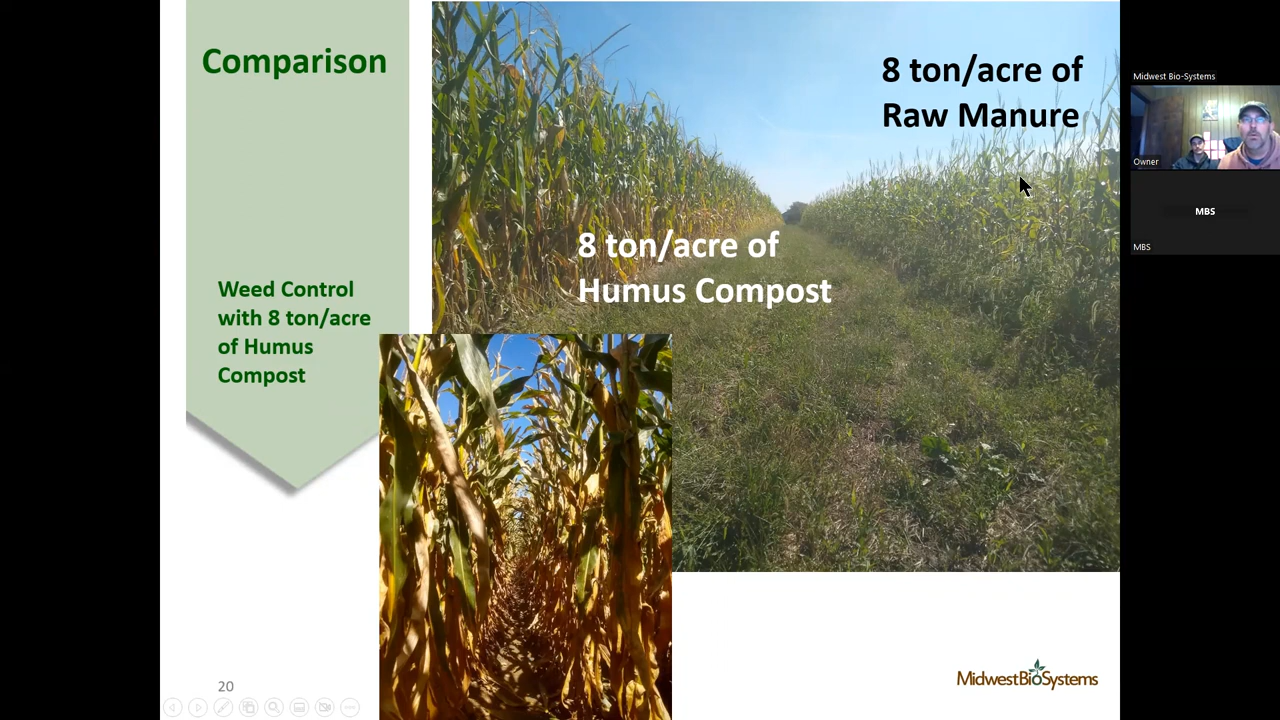 Comparison
8 ton/acre of
Raw Manure
8 ton/acre of
Humus Compost
Weed Control
with 8 ton/acre
of Humus
Compost
20
MidwestBioSystems
Midwest Bio-Systems
Owner
MBS
MBS